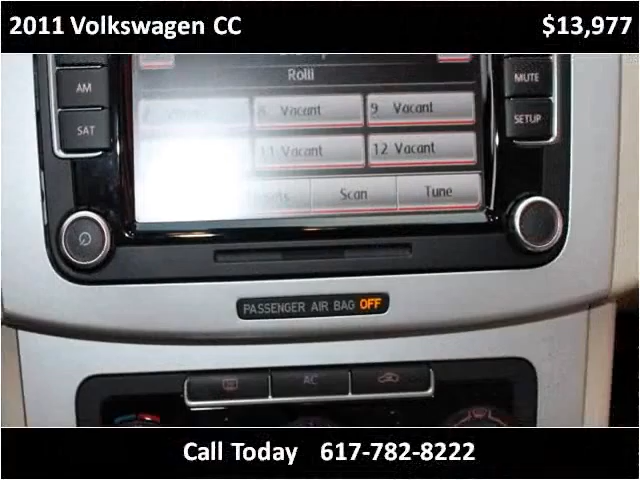 2011 Volkswagen CC $13,977
Rolli
AM MUTE
8 Vacant 9 Vacant
SAT SETUP
11 Vacant 12 Vacant
Scan Tune
PASSENGER AIR BAG OFF
AC
Call Today 617-782-8222